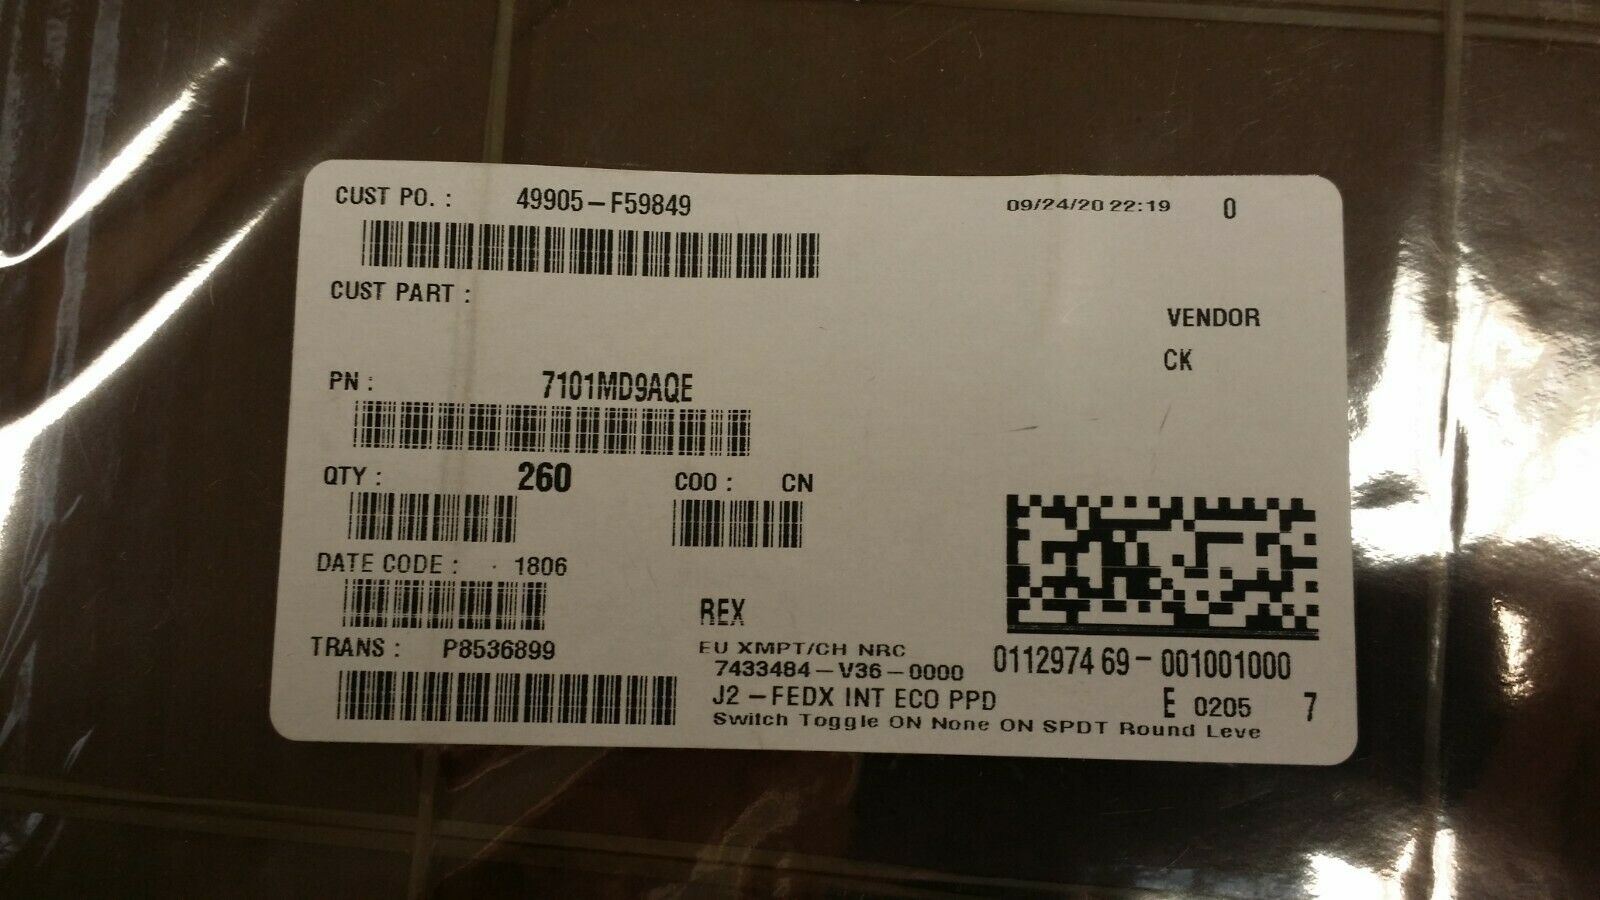 CUST PO. : 49905-F59849 09/24/20 22:19 0
CUST PART :
VENDOR
CK
PN : 7101MD9AQE
QTY : 260 COO : CN
DATE CODE : 1806
REX
TRANS : P8536899
EU XMPT/CH NRC
7433484-V36-0000
011297469-001001000
J2-FEDX INT ECO PPD
E 0205 7
Switch Toggle ON None ON SPDT Round Leve